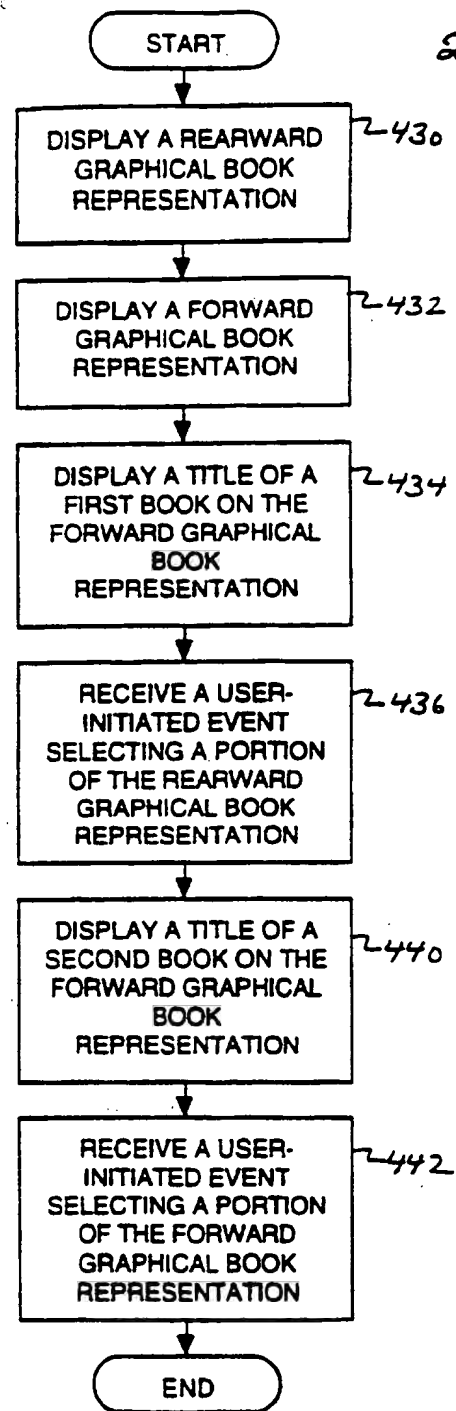 START
DISPLAY A REARWARD
GRAPHICAL BOOK
REPRESENTATION
430
DISPLAY A FORWARD
GRAPHICAL BOOK
REPRESENTATION
432
DISPLAY A TITLE OF A
FIRST BOOK ON THE
FORWARD GRAPHICAL
BOOK
REPRESENTATION
434
RECEIVE A USER-
INITIATED EVENT
SELECTING A PORTION
OF THE REARWARD
GRAPHICAL BOOK
REPRESENTATION
436
DISPLAY A TITLE OF A
SECOND BOOK ON THE
FORWARD GRAPHICAL
BOOK
REPRESENTATION
440
RECEIVE A USER-
INITIATED EVENT
SELECTING A PORTION
OF THE FORWARD
GRAPHICAL BOOK
REPRESENTATION
442
END